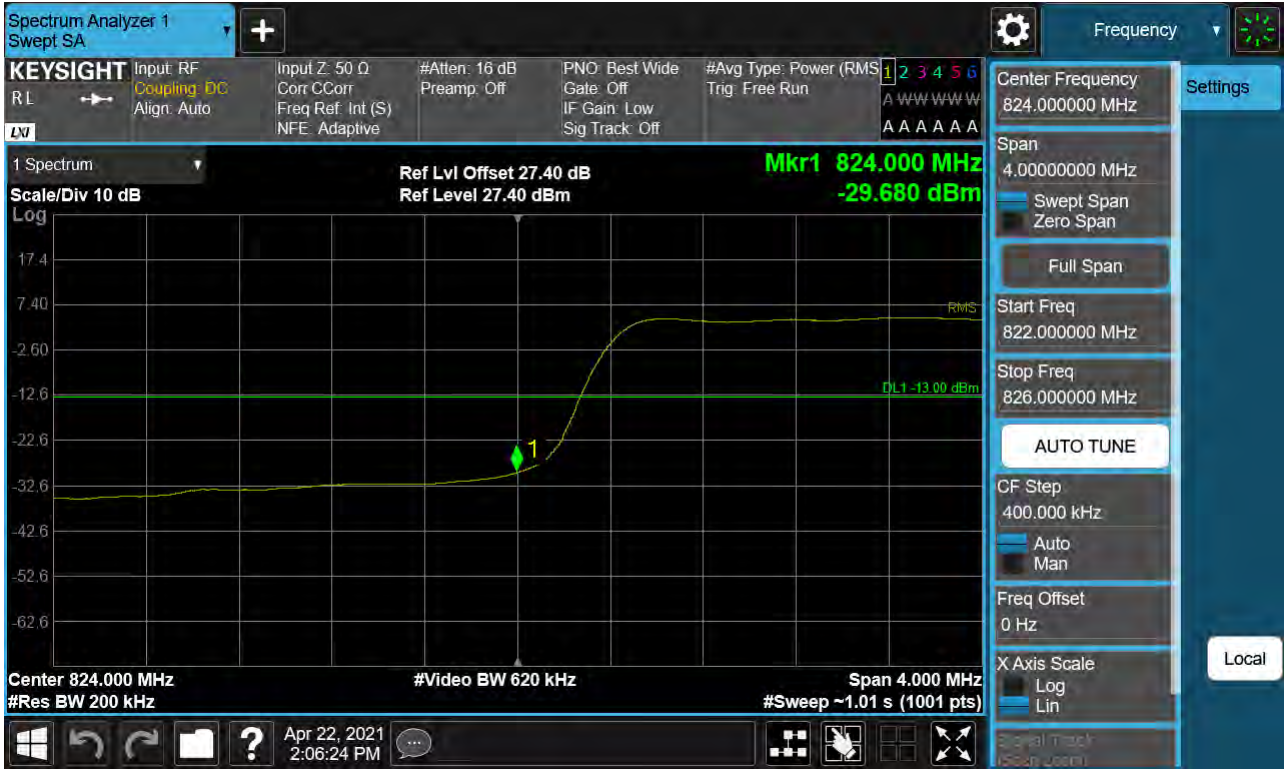 Spectrum Analyzer 1
Swept SA
Frequency
KEYSIGHT
R L
LXI
Input: RF
Coupling: DC
Align: Auto
Input Z: 50 Ω
Corr CCorr
Freq Ref: Int (S)
NFE: Adaptive
#Atten: 16 dB
Preamp: Off
PNO: Best Wide
Gate: Off
IF Gain: Low
Sig Track: Off
#Avg Type: Power (RMS
Trig: Free Run
1 2 3 4 5 6
A W W W W W
A A A A A A
1 Spectrum
Scale/Div 10 dB
Log
Ref Lvl Offset 27.40 dB
Ref Level 27.40 dBm
Mkr1 824.000 MHz
-29.680 dBm
17.4
7.40
-2.60
-12.6
-22.6
-32.6
-42.6
-52.6
-62.6
RMS
DL1 -13.00 dBm
1
Center 824.000 MHz
#Res BW 200 kHz
#Video BW 620 kHz
Span 4.000 MHz
#Sweep ~1.01 s (1001 pts)
Center Frequency
824.000000 MHz
Span
4.00000000 MHz
Swept Span
Zero Span
Full Span
Start Freq
822.000000 MHz
Stop Freq
826.000000 MHz
AUTO TUNE
CF Step
400.000 kHz
Auto
Man
Freq Offset
0 Hz
X Axis Scale
Log
Lin
Signal Track
(Span Zoom)
Settings
Local
?
Apr 22, 2021
2:06:24 PM